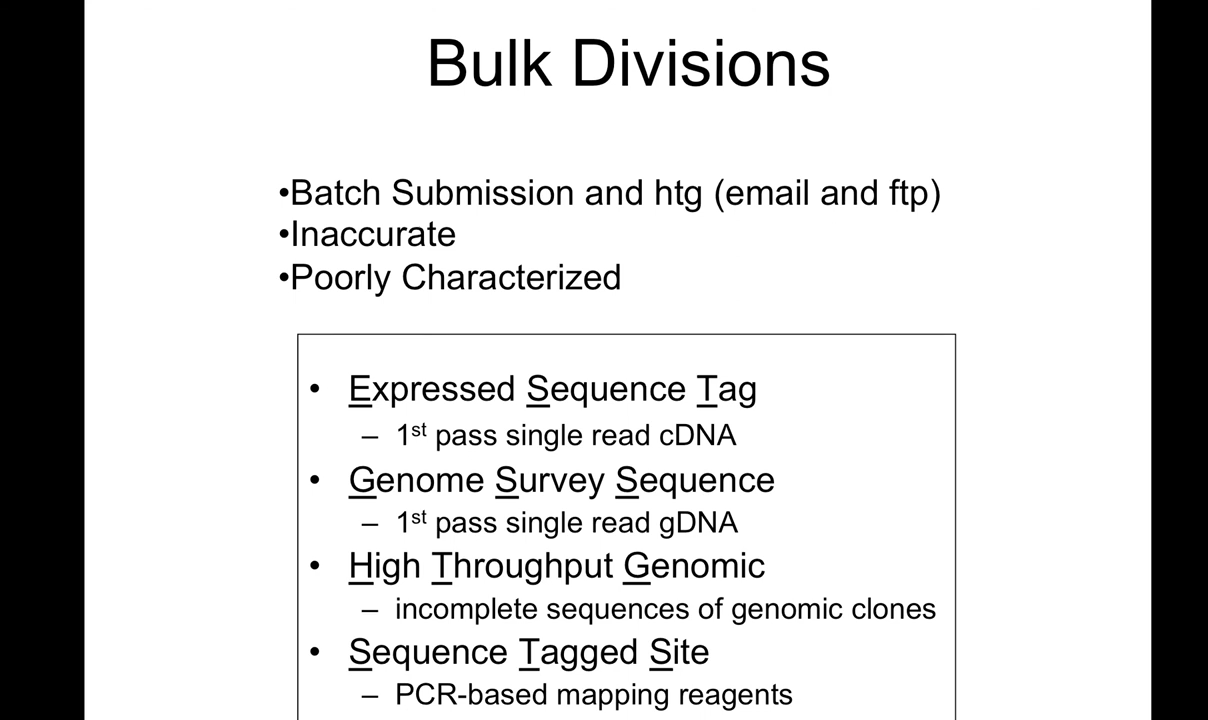 Bulk Divisions
•Batch Submission and htg (email and ftp)
•Inaccurate
•Poorly Characterized
• Expressed Sequence Tag
– 1st pass single read cDNA
• Genome Survey Sequence
– 1st pass single read gDNA
• High Throughput Genomic
– incomplete sequences of genomic clones
• Sequence Tagged Site
– PCR-based mapping reagents